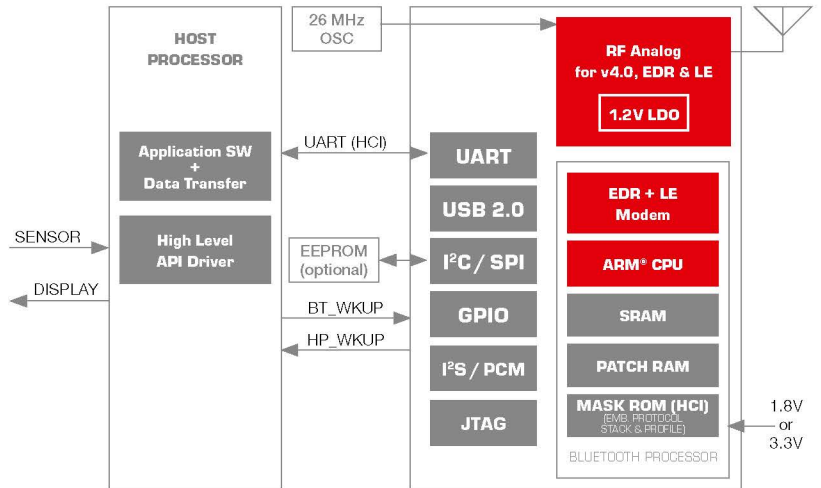 HOST
PROCESSOR
26 MHz
OSC
RF Analog
for v4.0, EDR & LE
1.2V LDO
Application SW
+
Data Transfer
UART (HCI)
UART
EDR + LE
Modem
USB 2.0
SENSOR
High Level
API Driver
EEPROM
(optional)
I²C / SPI
ARM® CPU
DISPLAY
BT_WKUP
GPIO
SRAM
HP_WKUP
I²S / PCM
PATCH RAM
JTAG
MASK ROM (HCI)
(EMB. PROTOCOL
STACK & PROFILE)
1.8V
or
3.3V
BLUETOOTH PROCESSOR